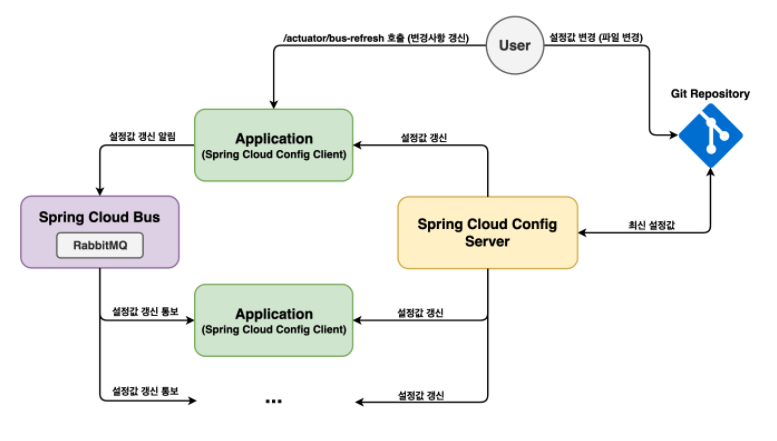 /actuator/bus-refresh 호출 (변경사항 갱신)
User
설정값 변경 (파일 변경)
Git Repository
설정값 갱신 알림
Application
(Spring Cloud Config Client)
설정값 갱신
Spring Cloud Bus
RabbitMQ
Spring Cloud Config
Server
최신 설정값
설정값 갱신 통보
Application
(Spring Cloud Config Client)
설정값 갱신
설정값 갱신 통보
...
설정값 갱신